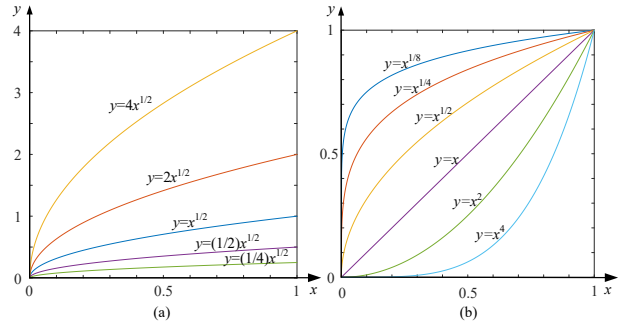 y
4
3
2
1
0
0
0.5
1
x
y=4x^{1/2}
y=2x^{1/2}
y=x^{1/2}
y=(1/2)x^{1/2}
y=(1/4)x^{1/2}
(a)
y
1
0.5
0
0
0.5
1
x
y=x^{1/8}
y=x^{1/4}
y=x^{1/2}
y=x
y=x^2
y=x^4
(b)